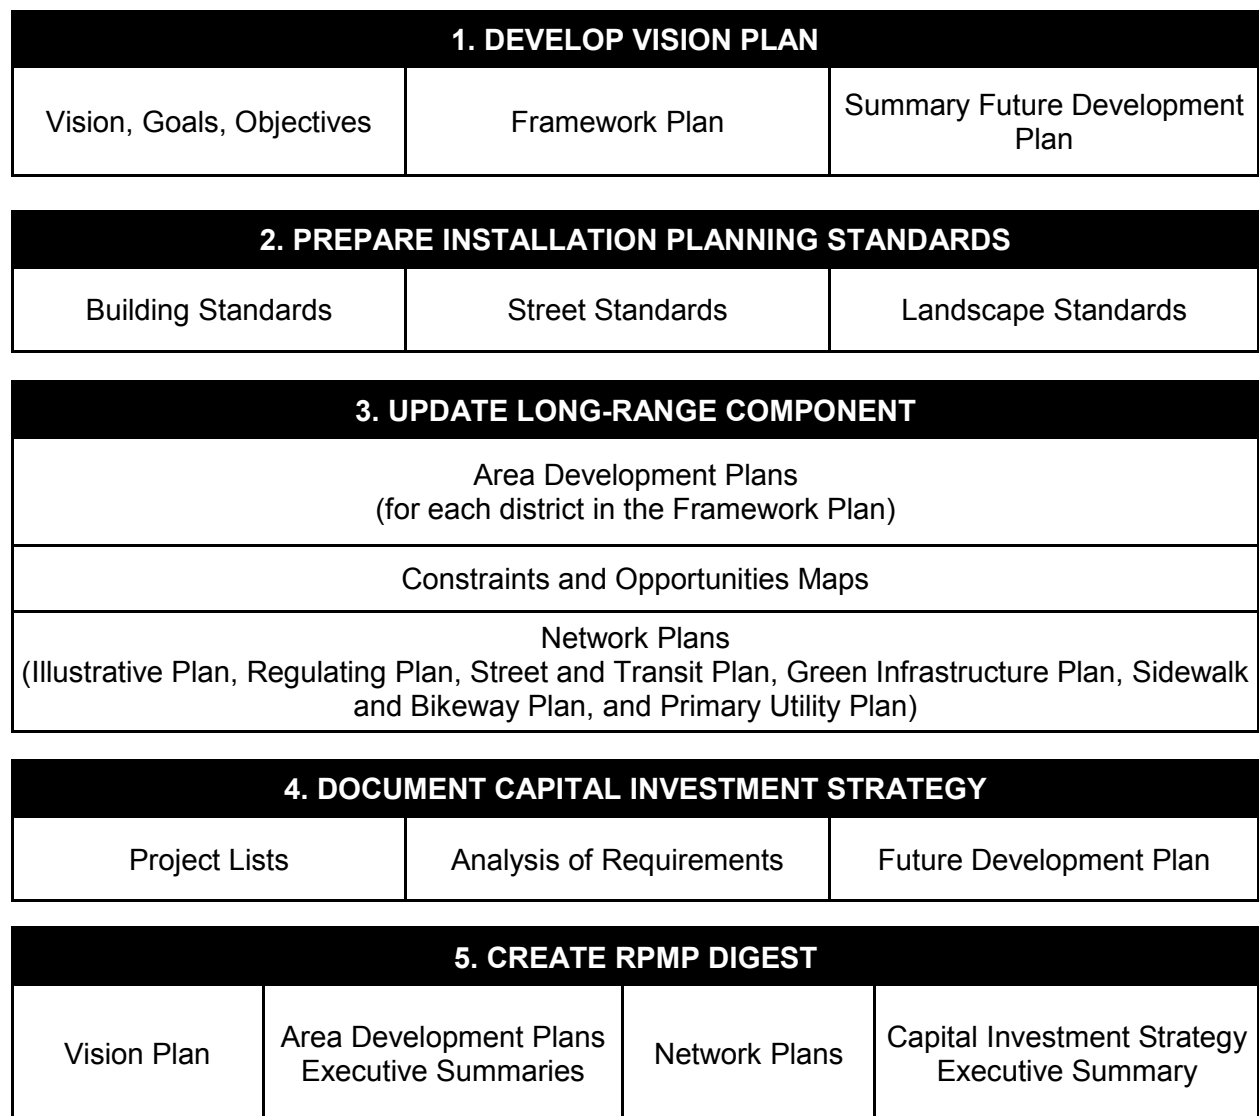 1. DEVELOP VISION PLAN
Vision, Goals, Objectives
Framework Plan
Summary Future Development
Plan
2. PREPARE INSTALLATION PLANNING STANDARDS
Building Standards
Street Standards
Landscape Standards
3. UPDATE LONG-RANGE COMPONENT
Area Development Plans
(for each district in the Framework Plan)
Constraints and Opportunities Maps
Network Plans
(Illustrative Plan, Regulating Plan, Street and Transit Plan, Green Infrastructure Plan, Sidewalk
and Bikeway Plan, and Primary Utility Plan)
4. DOCUMENT CAPITAL INVESTMENT STRATEGY
Project Lists
Analysis of Requirements
Future Development Plan
5. CREATE RPMP DIGEST
Vision Plan
Area Development Plans
Executive Summaries
Network Plans
Capital Investment Strategy
Executive Summary